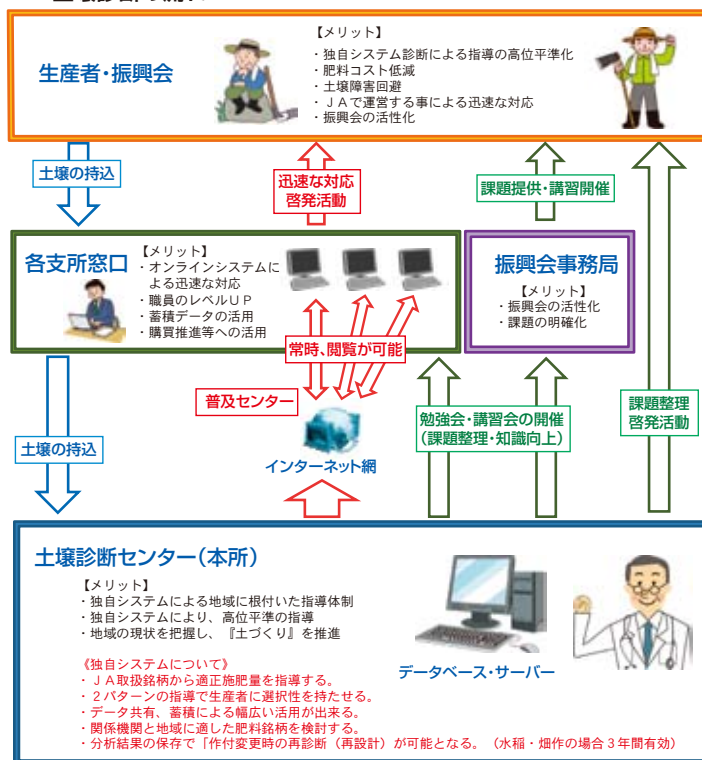 生産者・振興会
【メリット】
・独自システム診断による指導の高位平準化
・肥料コスト低減
・土壌障害回避
・ＪＡで運営する事による迅速な対応
・振興会の活性化
土壌の持込
迅速な対応
啓発活動
課題提供・講習開催
各支所窓口
【メリット】
・オンラインシステムに
よる迅速な対応
・職員のレベルＵＰ
・蓄積データの活用
・購買推進等への活用
振興会事務局
【メリット】
・振興会の活性化
・課題の明確化
常時、閲覧が可能
普及センター
インターネット網
勉強会・講習会の開催
（課題整理・知識向上）
課題整理
啓発活動
土壌の持込
土壌診断センター（本所）
【メリット】
・独自システムによる地域に根付いた指導体制
・独自システムにより、高位平準の指導
・地域の現状を把握し、『土づくり』を推進
《独自システムについて》
・ＪＡ取扱銘柄から適正施肥量を指導する。
・２パターンの指導で生産者に選択性を持たせる。
・データ共有、蓄積による幅広い活用が出来る。
・関係機関と地域に適した肥料銘柄を検討する。
・分析結果の保存で「作付変更時の再診断（再設計）が可能となる。（水稲・畑作の場合３年間有効）
データベース・サーバー